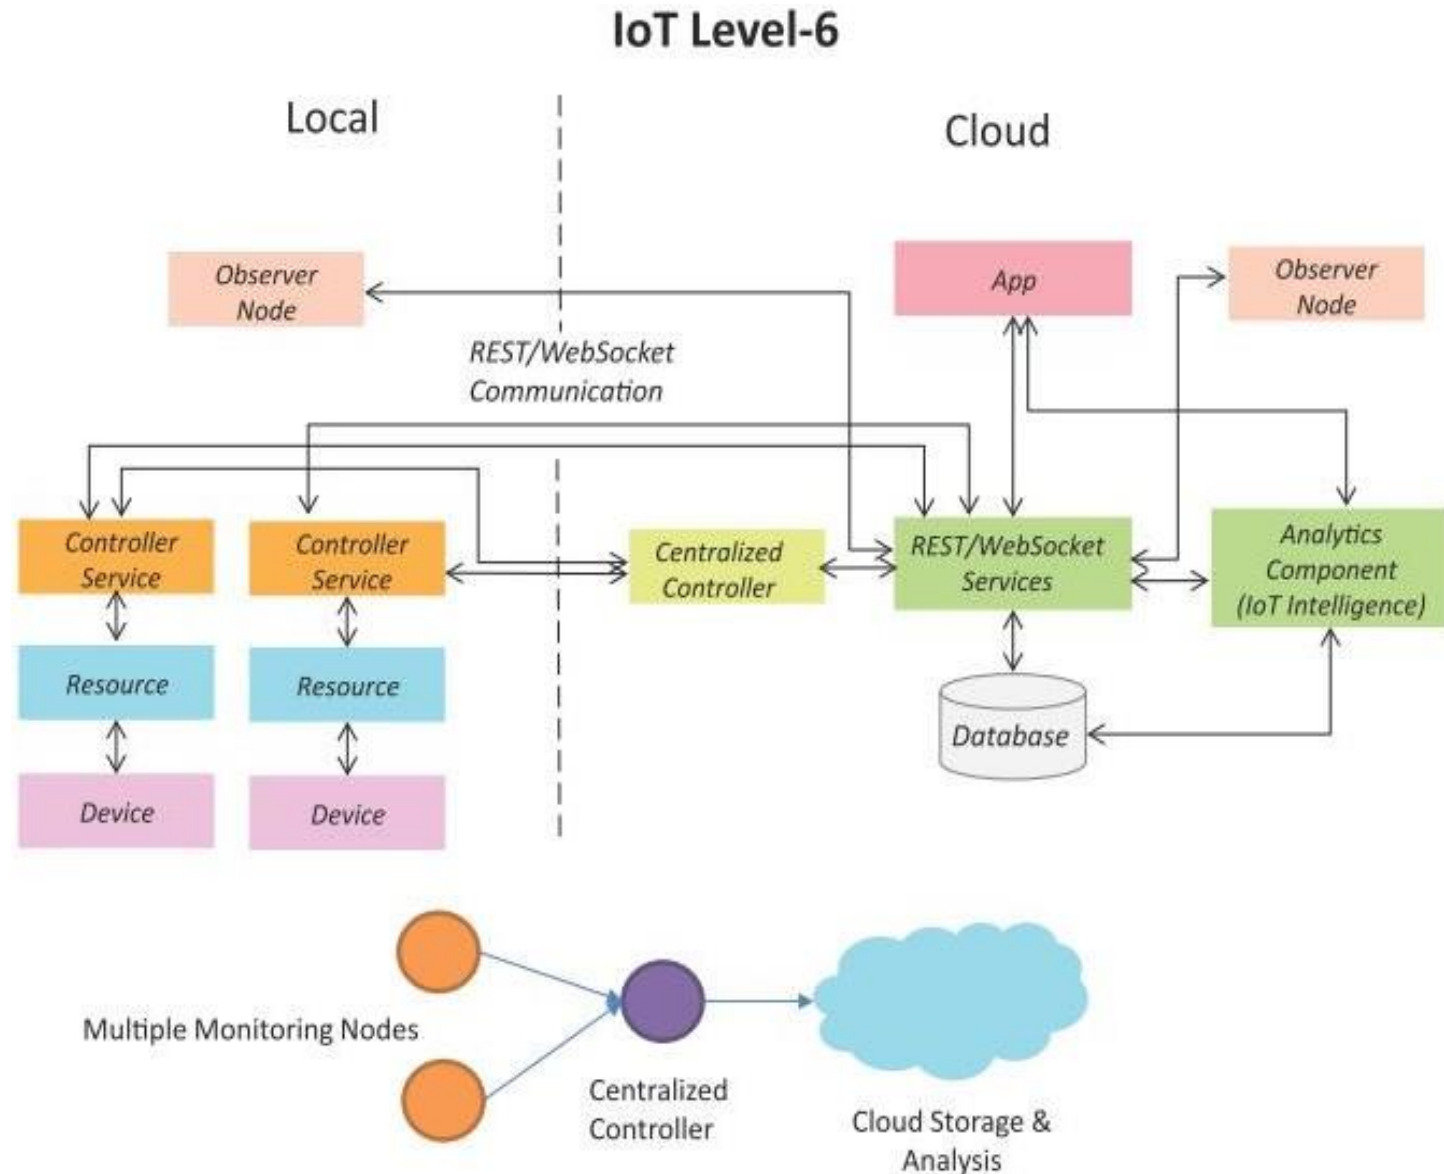 IoT Level-6
Local
Cloud
Observer
Node
App
Observer
Node
REST/WebSocket
Communication
Controller
Service
Controller
Service
Centralized
Controller
REST/WebSocket
Services
Analytics
Component
(IoT Intelligence)
Resource
Resource
Database
Device
Device
Multiple Monitoring Nodes
Centralized
Controller
Cloud Storage &
Analysis